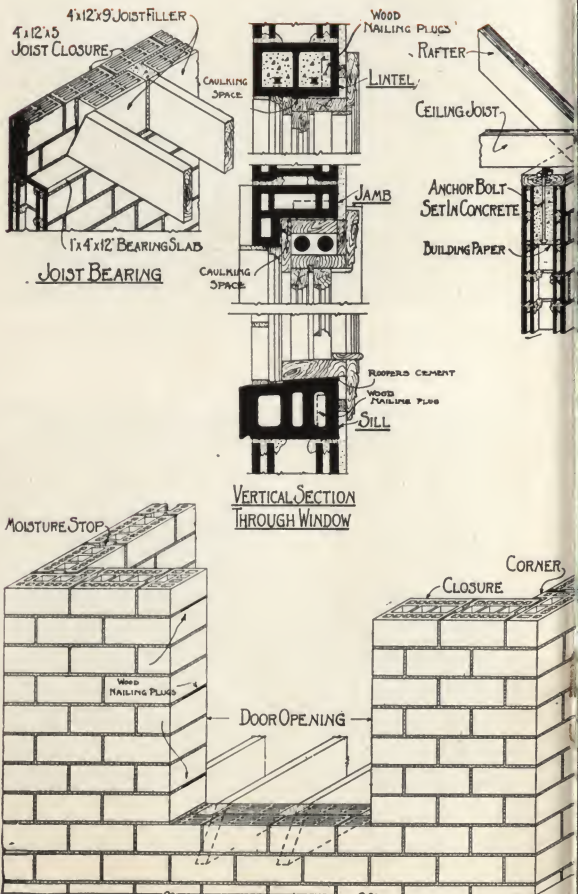 4"x12"x9" JOIST FILLER
4"x12"x5
JOIST CLOSURE
1"x4"x12" BEARING SLAB
JOIST BEARING
WOOD
NAILING PLUGS
CAULKING
SPACE
LINTEL
JAMB
CAULKING
SPACE
ROOFERS CEMENT
WOOD
NAILING PLUG
SILL
VERTICAL SECTION
THROUGH WINDOW
RAFTER
CEILING JOIST
ANCHOR BOLT
SET IN CONCRETE
BUILDING PAPER
MOISTURE STOP
WOOD
NAILING PLUGS
DOOR OPENING
CLOSURE
CORNER